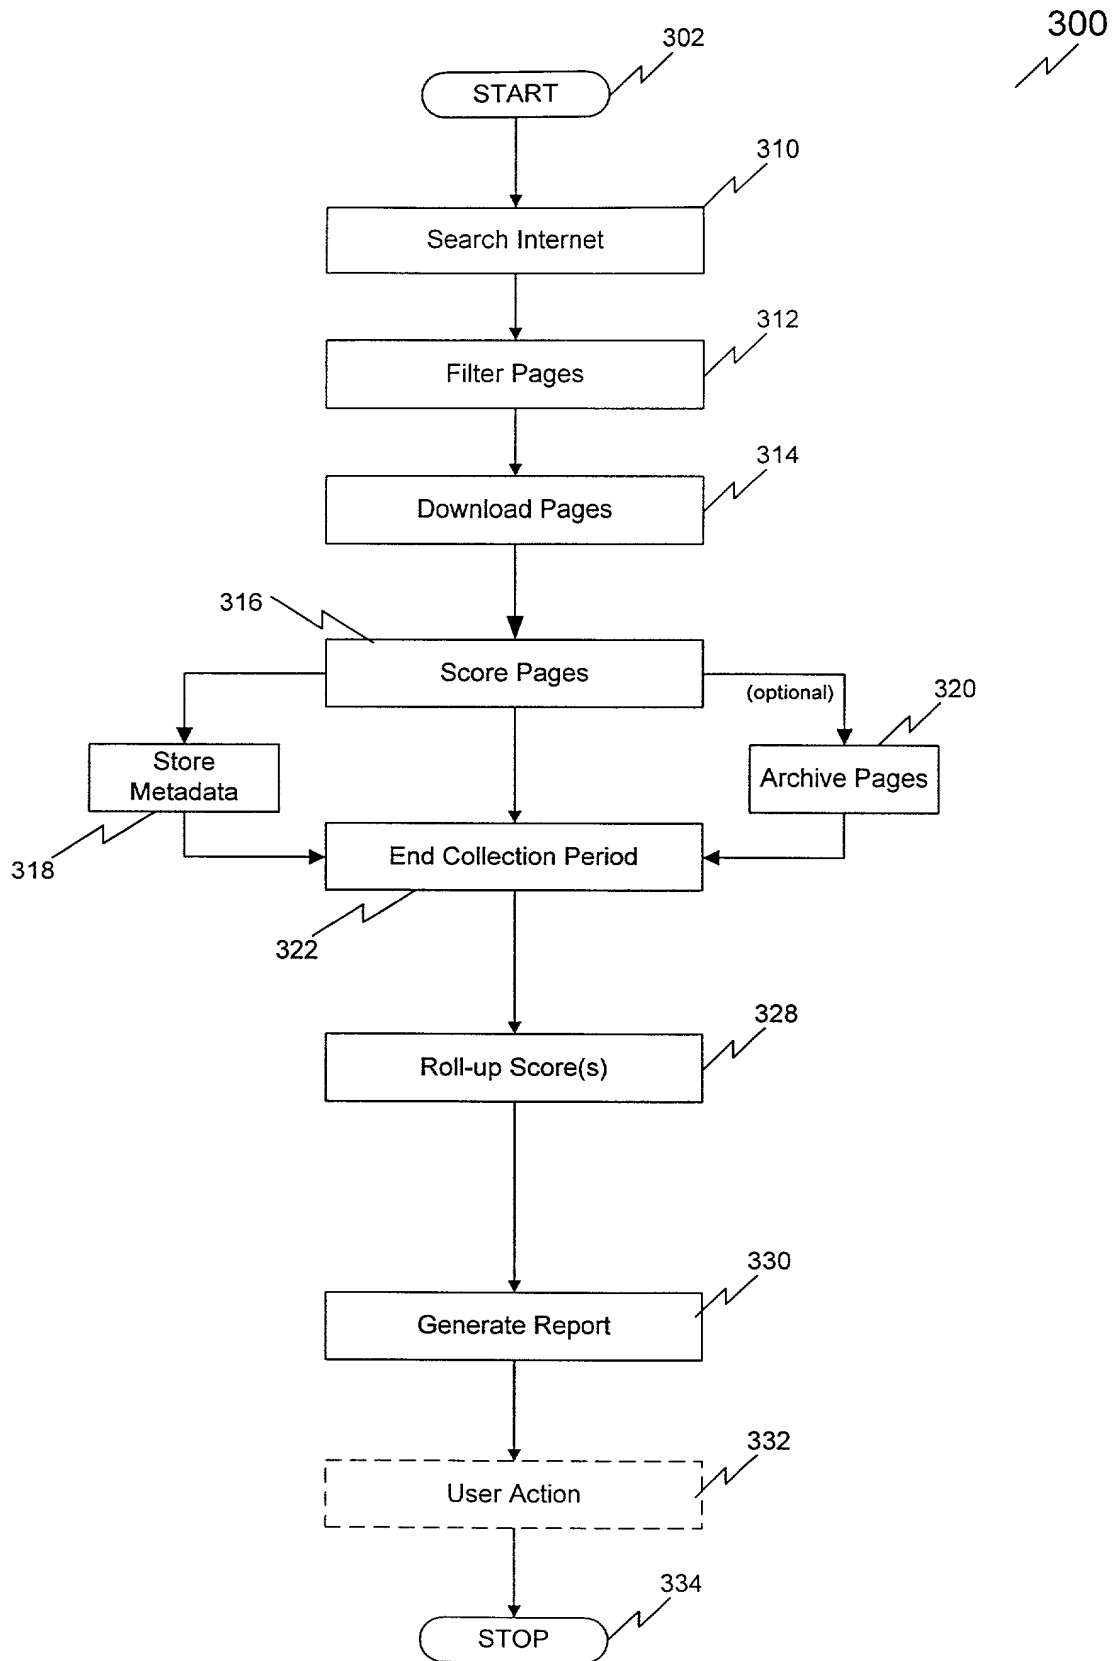 300
302
START
310
Search Internet
312
Filter Pages
314
Download Pages
316
Score Pages
(optional)
320
Store
Metadata
Archive Pages
318
End Collection Period
322
328
Roll-up Score(s)
330
Generate Report
332
User Action
334
STOP